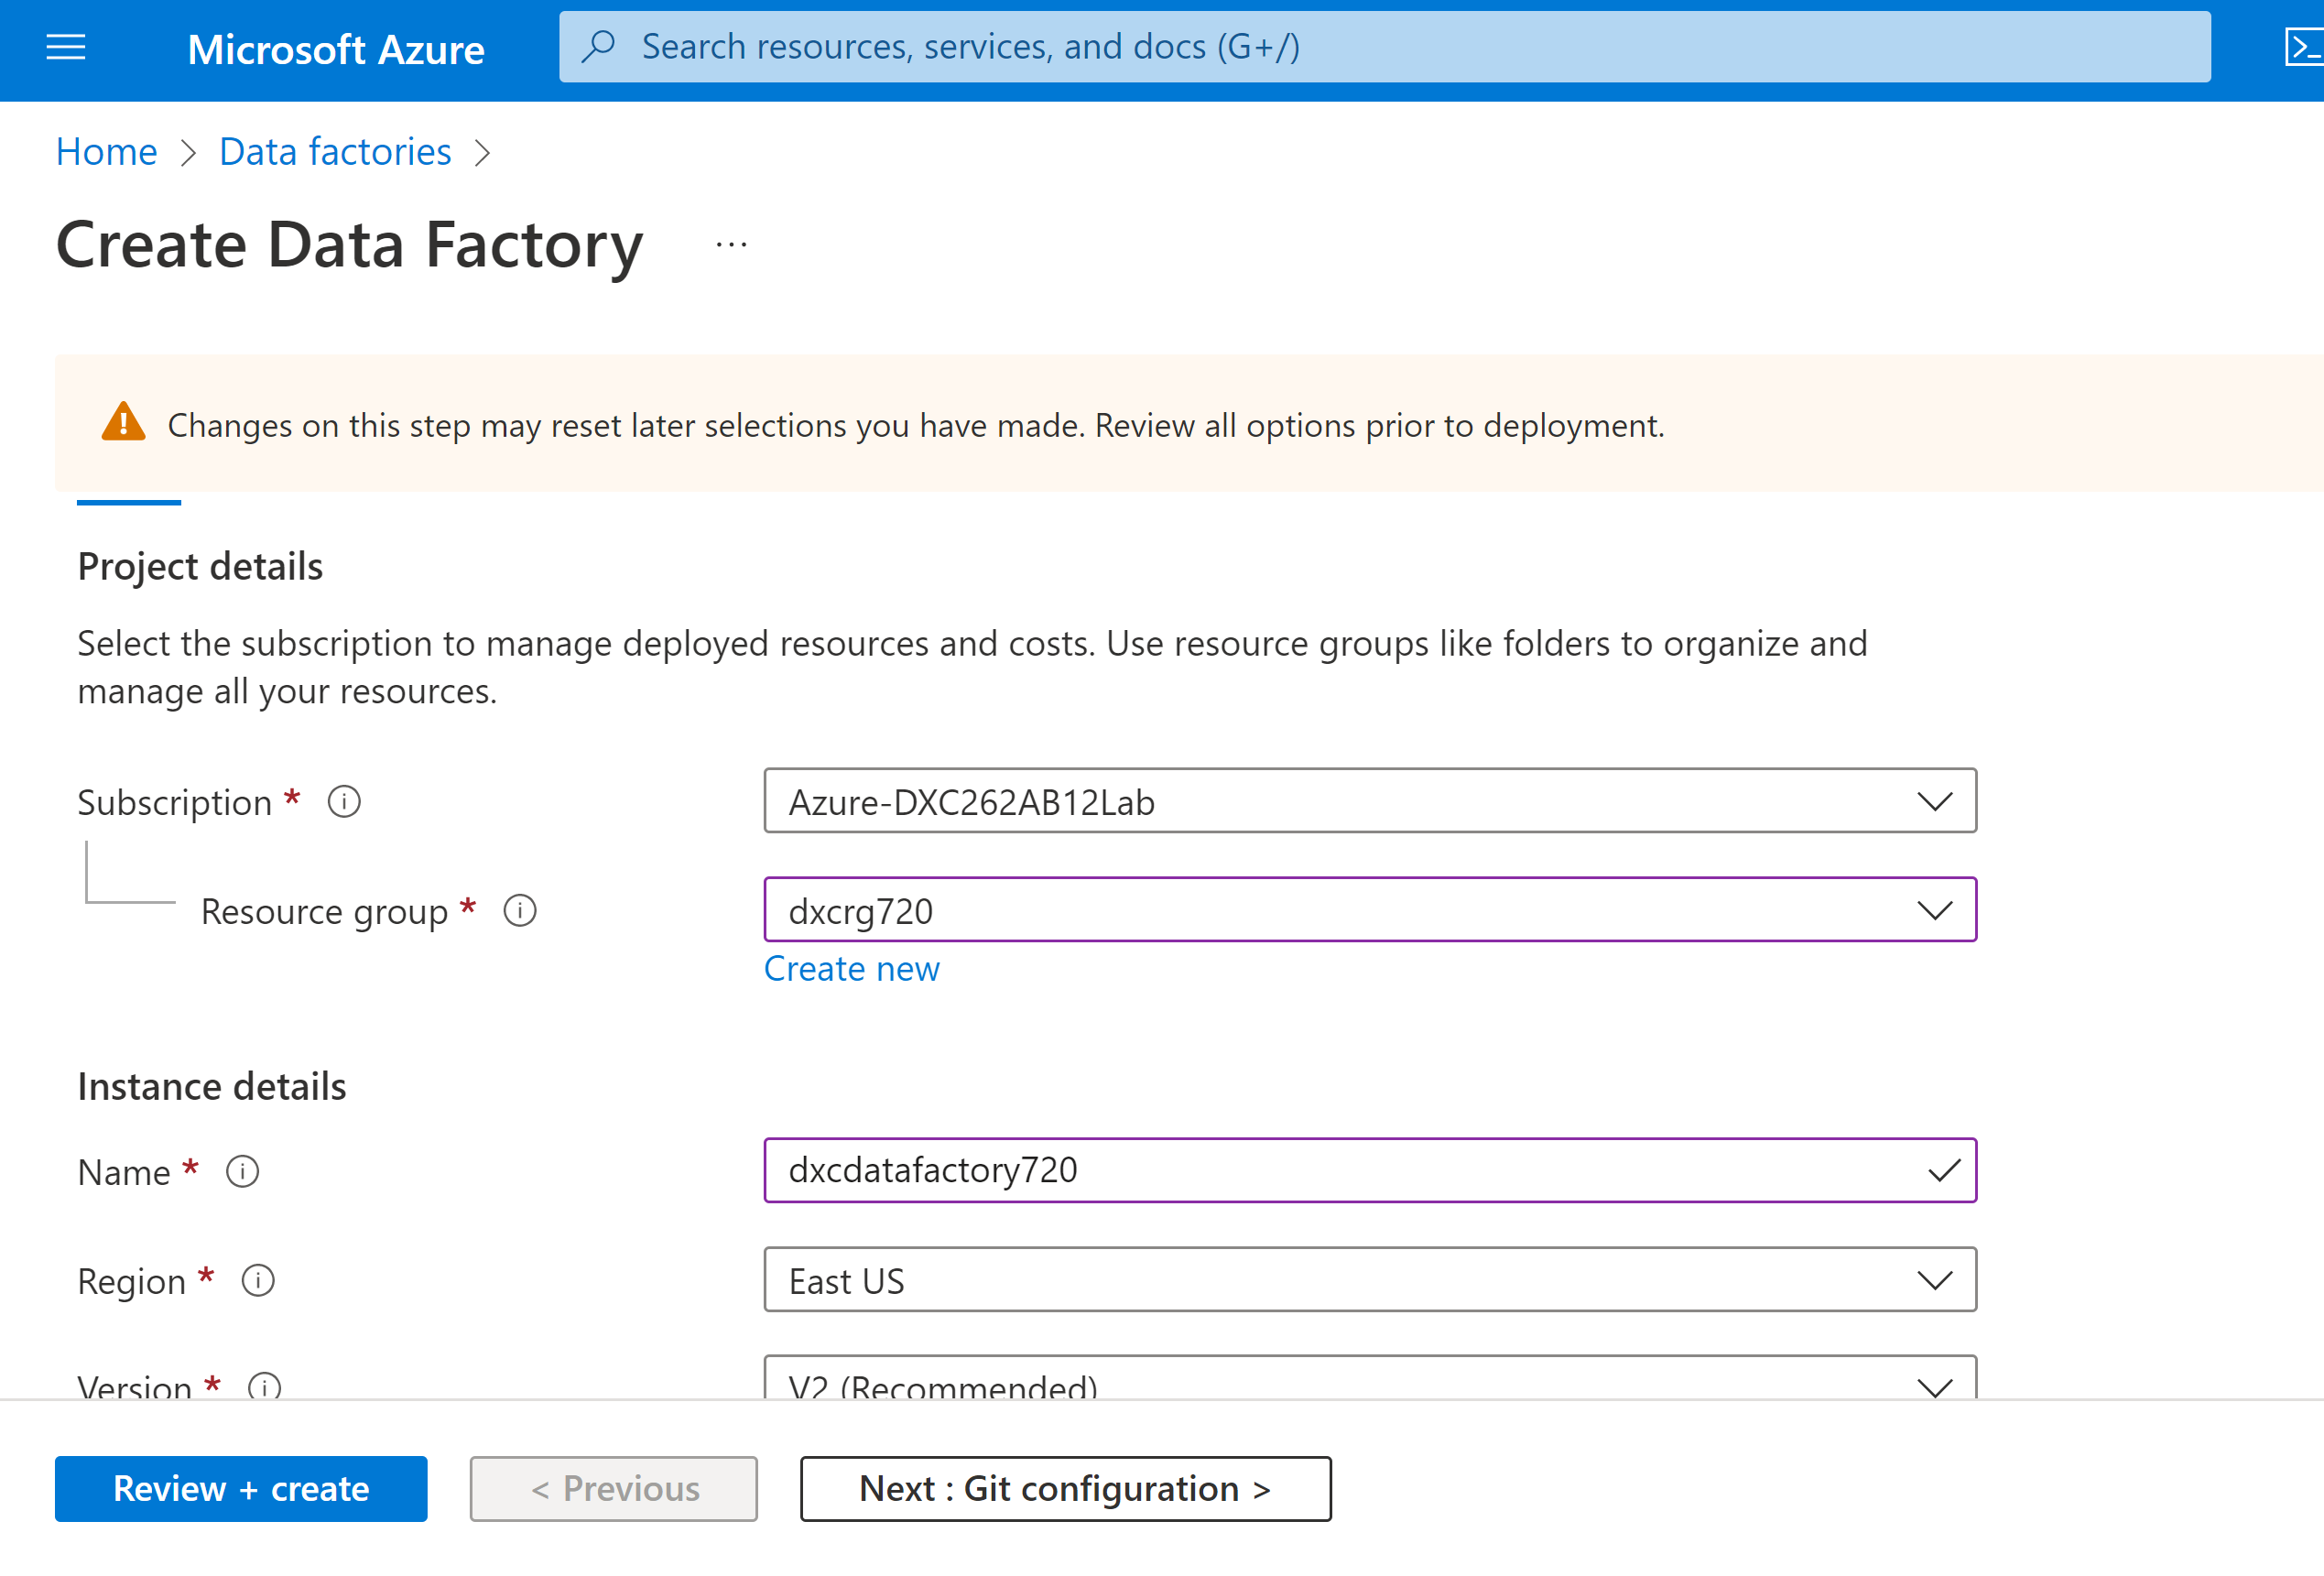 Microsoft Azure
Search resources, services, and docs (G+/)
Home > Data factories >
Create Data Factory ...
Changes on this step may reset later selections you have made. Review all options prior to deployment.
Project details
Select the subscription to manage deployed resources and costs. Use resource groups like folders to organize and
manage all your resources.
Subscription *
Azure-DXC262AB12Lab
Resource group *
dxcrg720
Create new
Instance details
Name *
dxcdatafactory720
Region *
East US
Version *
V2 (Recommended)
Review + create
< Previous
Next : Git configuration >